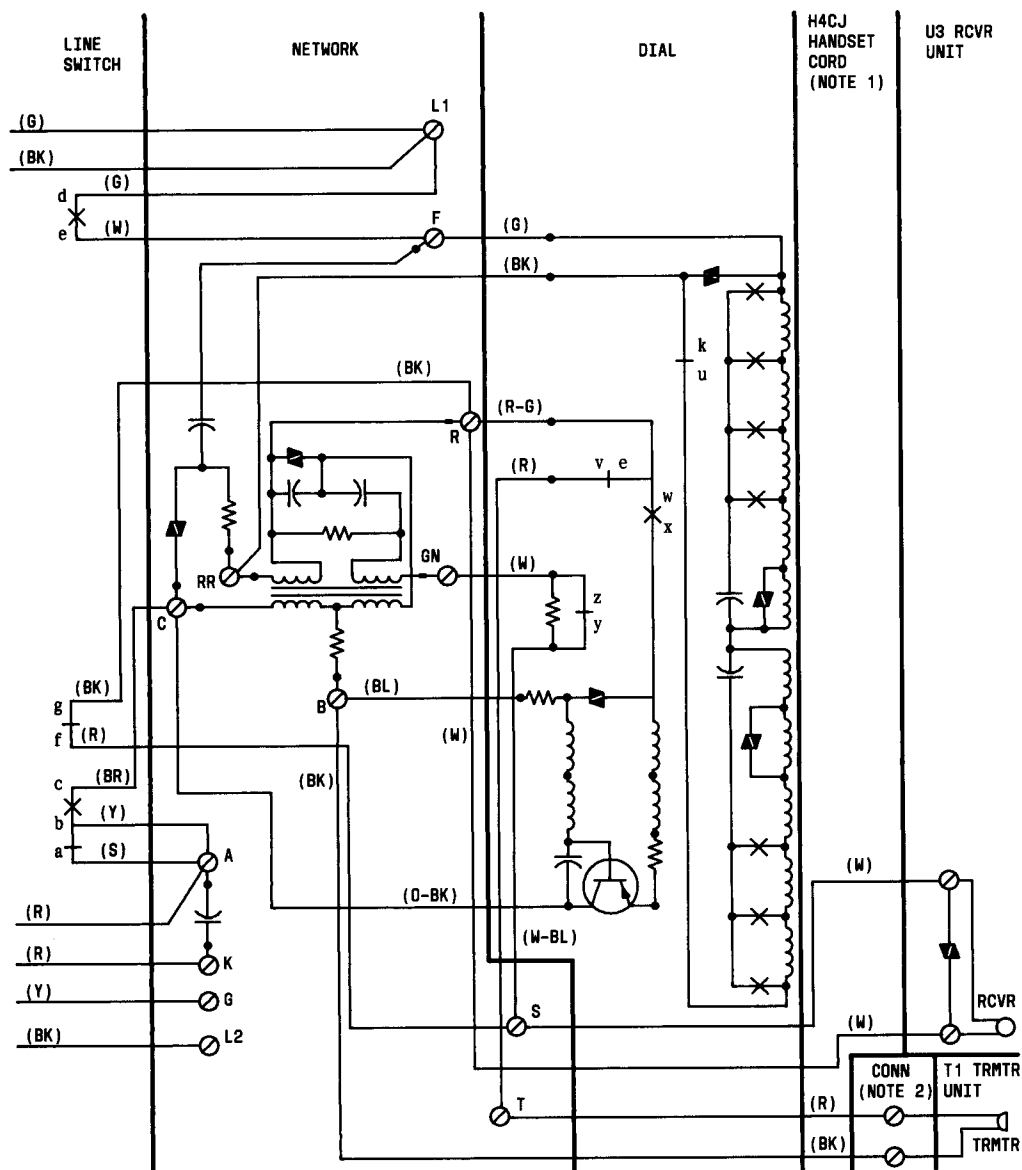 LINE
SWITCH
NETWORK
DIAL
H4CJ
HANDSET
CORD
(NOTE 1)
U3 RCVR
UNIT
L1
(G)
(BK)
(G)
d
e
(W)
F
(G)
(BK)
k
u
(BK)
R
(R-G)
(R)
v e
w
x
GN
(W)
RR
z
y
C
(BK)
g
f
(R)
B
(BL)
(W)
(BK)
c
(BR)
b
(Y)
a
(S)
A
(O-BK)
(W)
(R)
(W-BL)
(R)
K
(Y)
G
S
RCVR
(BK)
L2
(W)
CONN
(NOTE 2)
T1 TRMTR
UNIT
T
(R)
(BK)
TRMTR